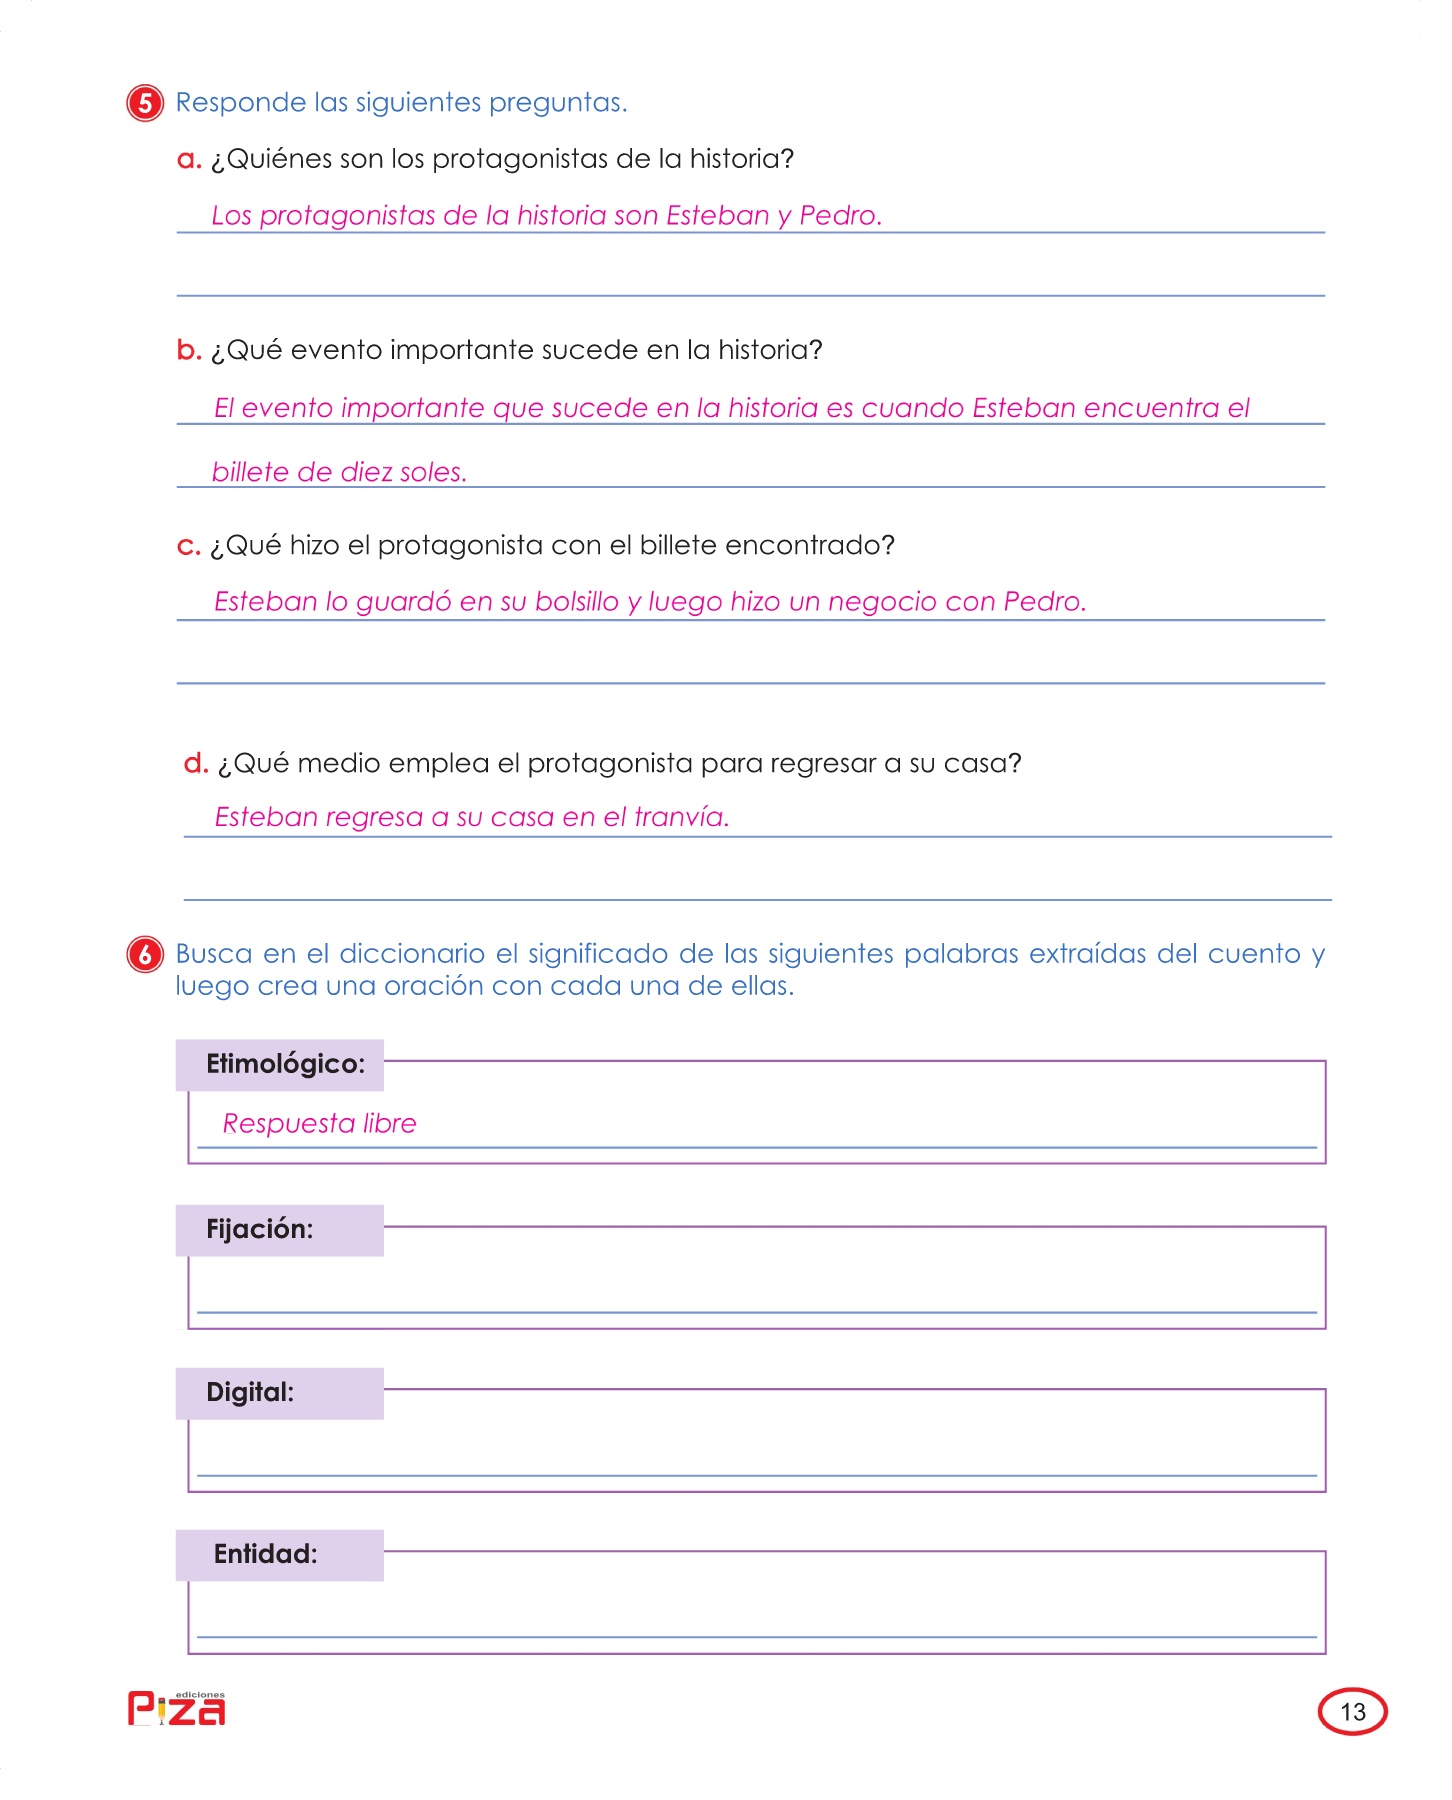 5 Responde las siguientes preguntas.
a. ¿Quiénes son los protagonistas de la historia?
Los protagonistas de la historia son Esteban y Pedro.
b. ¿Qué evento importante sucede en la historia?
El evento importante que sucede en la historia es cuando Esteban encuentra el
billete de diez soles.
c. ¿Qué hizo el protagonista con el billete encontrado?
Esteban lo guardó en su bolsillo y luego hizo un negocio con Pedro.
d. ¿Qué medio emplea el protagonista para regresar a su casa?
Esteban regresa a su casa en el tranvía.
6 Busca en el diccionario el significado de las siguientes palabras extraídas del cuento y
luego crea una oración con cada una de ellas.
Etimológico:
Respuesta libre
Fijación:
Digital:
Entidad:
ediciones
Piza
13